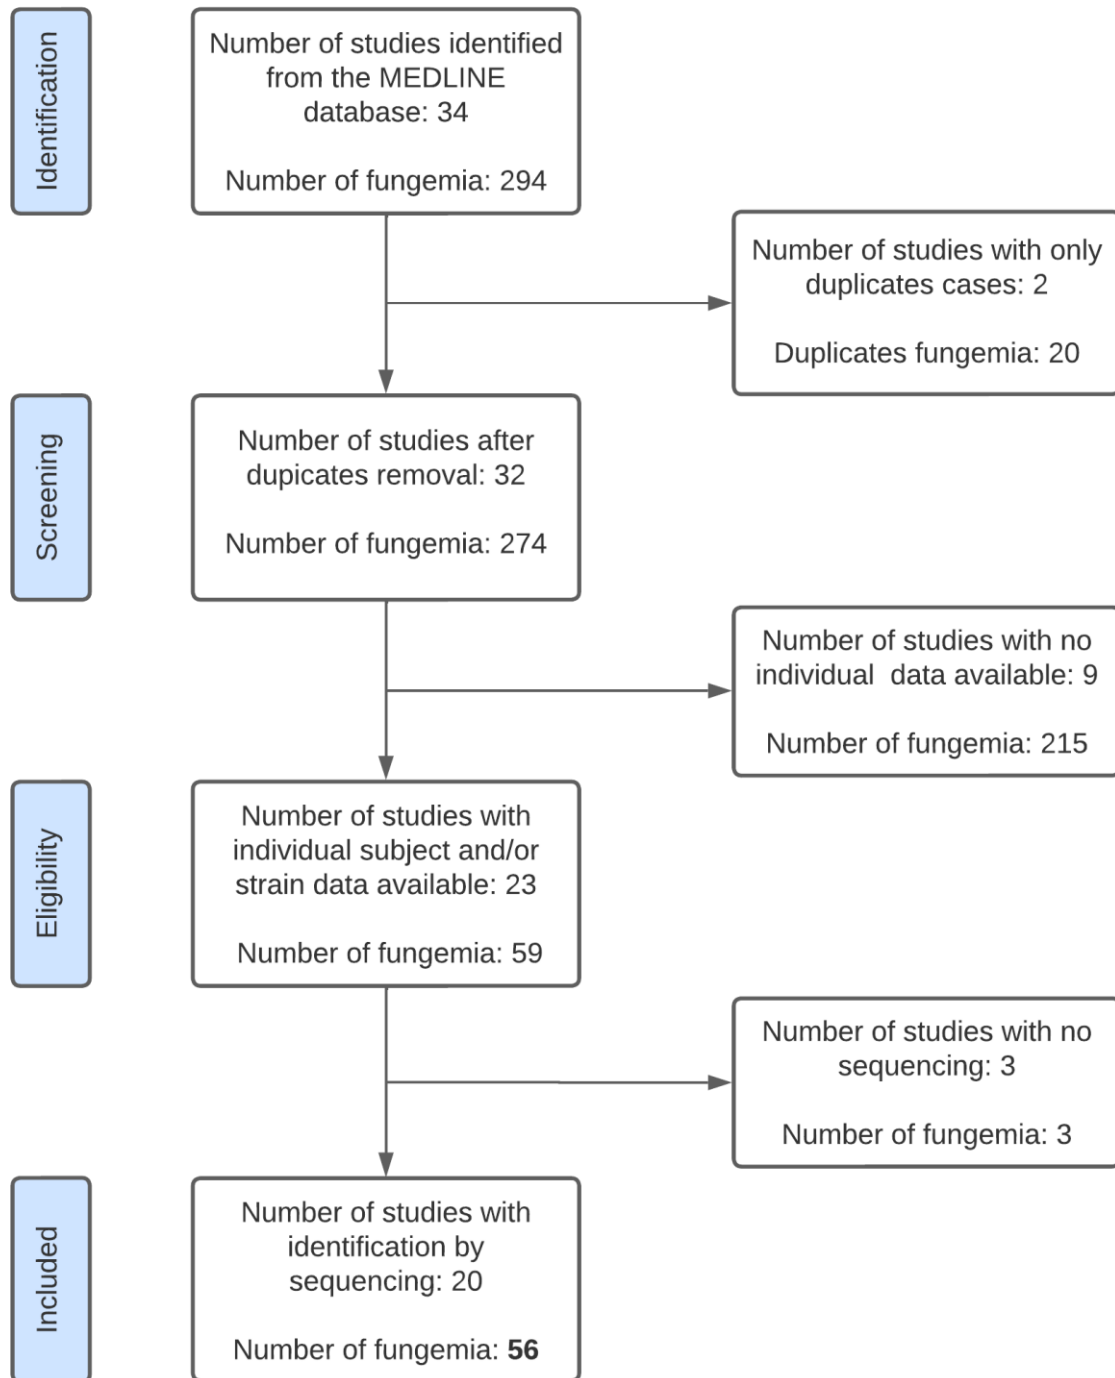 Identification
Number of studies identified
from the MEDLINE
database: 34
Number of fungemia: 294
Number of studies with only
duplicates cases: 2
Duplicates fungemia: 20
Screening
Number of studies after
dupicates removal: 32
Number of fungemia: 274
Number of studies with no
individual data available: 9
Number of fungemia: 215
Eligibility
Number of studies with
individual subject and/or
strain data available: 23
Number of fungemia: 59
Number of studies with no
sequencing: 3
Number of fungemia: 3
Included
Number of studies with
identification by
sequencing: 20
Number of fungemia: 56